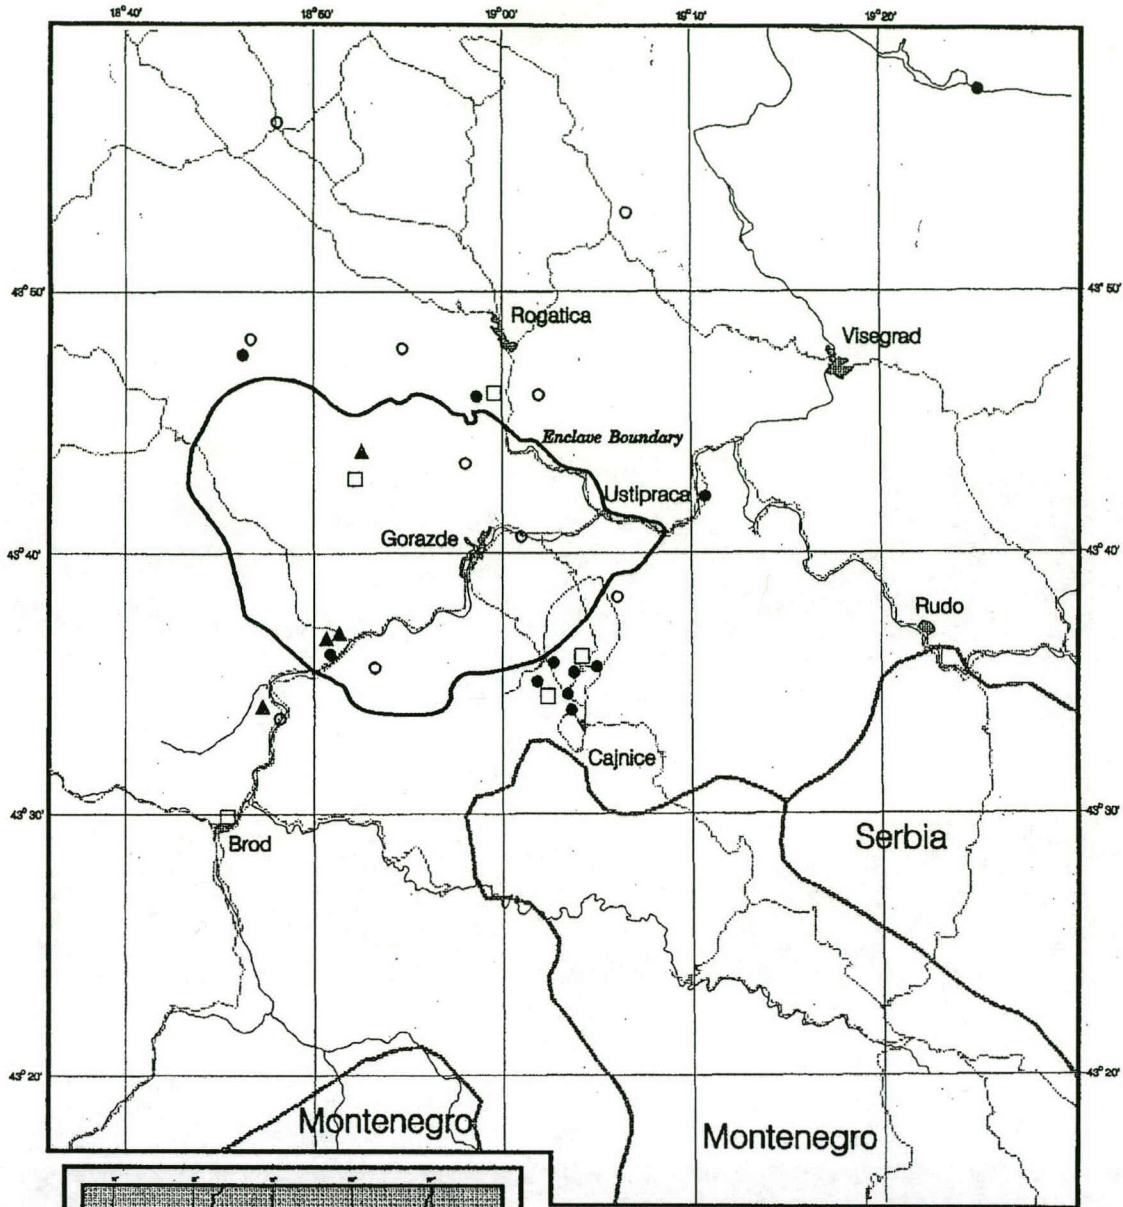 18° 40' 18° 50' 19° 00' 19° 10' 19° 20'
43° 50' 43° 50'
Rogatica
Visegrad
Enclave Boundary
Ustipraca
Gorazde
43° 40' 43° 40'
Rudo
Cajnice
43° 30' 43° 30'
Brod
Serbia
43° 20' 43° 20'
Montenegro
Montenegro